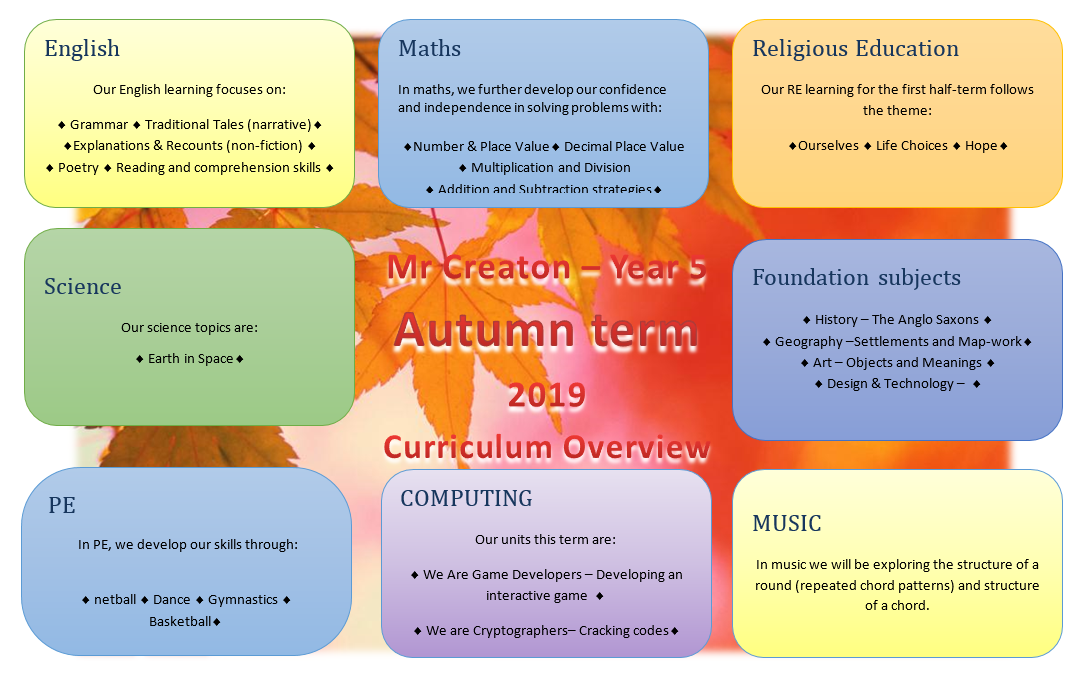 English
Our English learning focuses on:
♦ Grammar ♦ Traditional Tales (narrative)♦
♦Explanations & Recounts (non-fiction) ♦
♦ Poetry ♦ Reading and comprehension skills ♦
Maths
In maths, we further develop our confidence
and independence in solving problems with:
♦Number & Place Value♦ Decimal Place Value
♦ Multiplication and Division
♦ Addition and Subtraction strategies♦
Religious Education
Our RE learning for the first half-term follows
the theme:
♦Ourselves ♦ Life Choices ♦ Hope♦
Science
Our science topics are:
♦ Earth in Space♦
Mr Creaton – Year 5
Autumn term
2019
Curriculum Overview
Foundation subjects
♦ History – The Anglo Saxons ♦
♦ Geography –Settlements and Map-work♦
♦ Art – Objects and Meanings ♦
♦ Design & Technology – ♦
PE
In PE, we develop our skills through:
♦ netball ♦ Dance ♦ Gymnastics ♦
Basketball♦
COMPUTING
Our units this term are:
♦ We Are Game Developers – Developing an
interactive game ♦
♦ We are Cryptographers– Cracking codes♦
MUSIC
In music we will be exploring the structure of a
round (repeated chord patterns) and structure
of a chord.